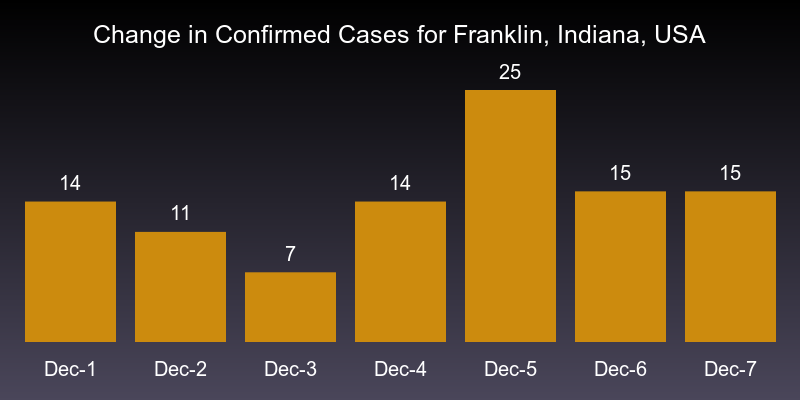 Change in Confirmed Cases for Franklin, Indiana, USA
25
14
11
7
14
15
15
Dec-1
Dec-2
Dec-3
Dec-4
Dec-5
Dec-6
Dec-7